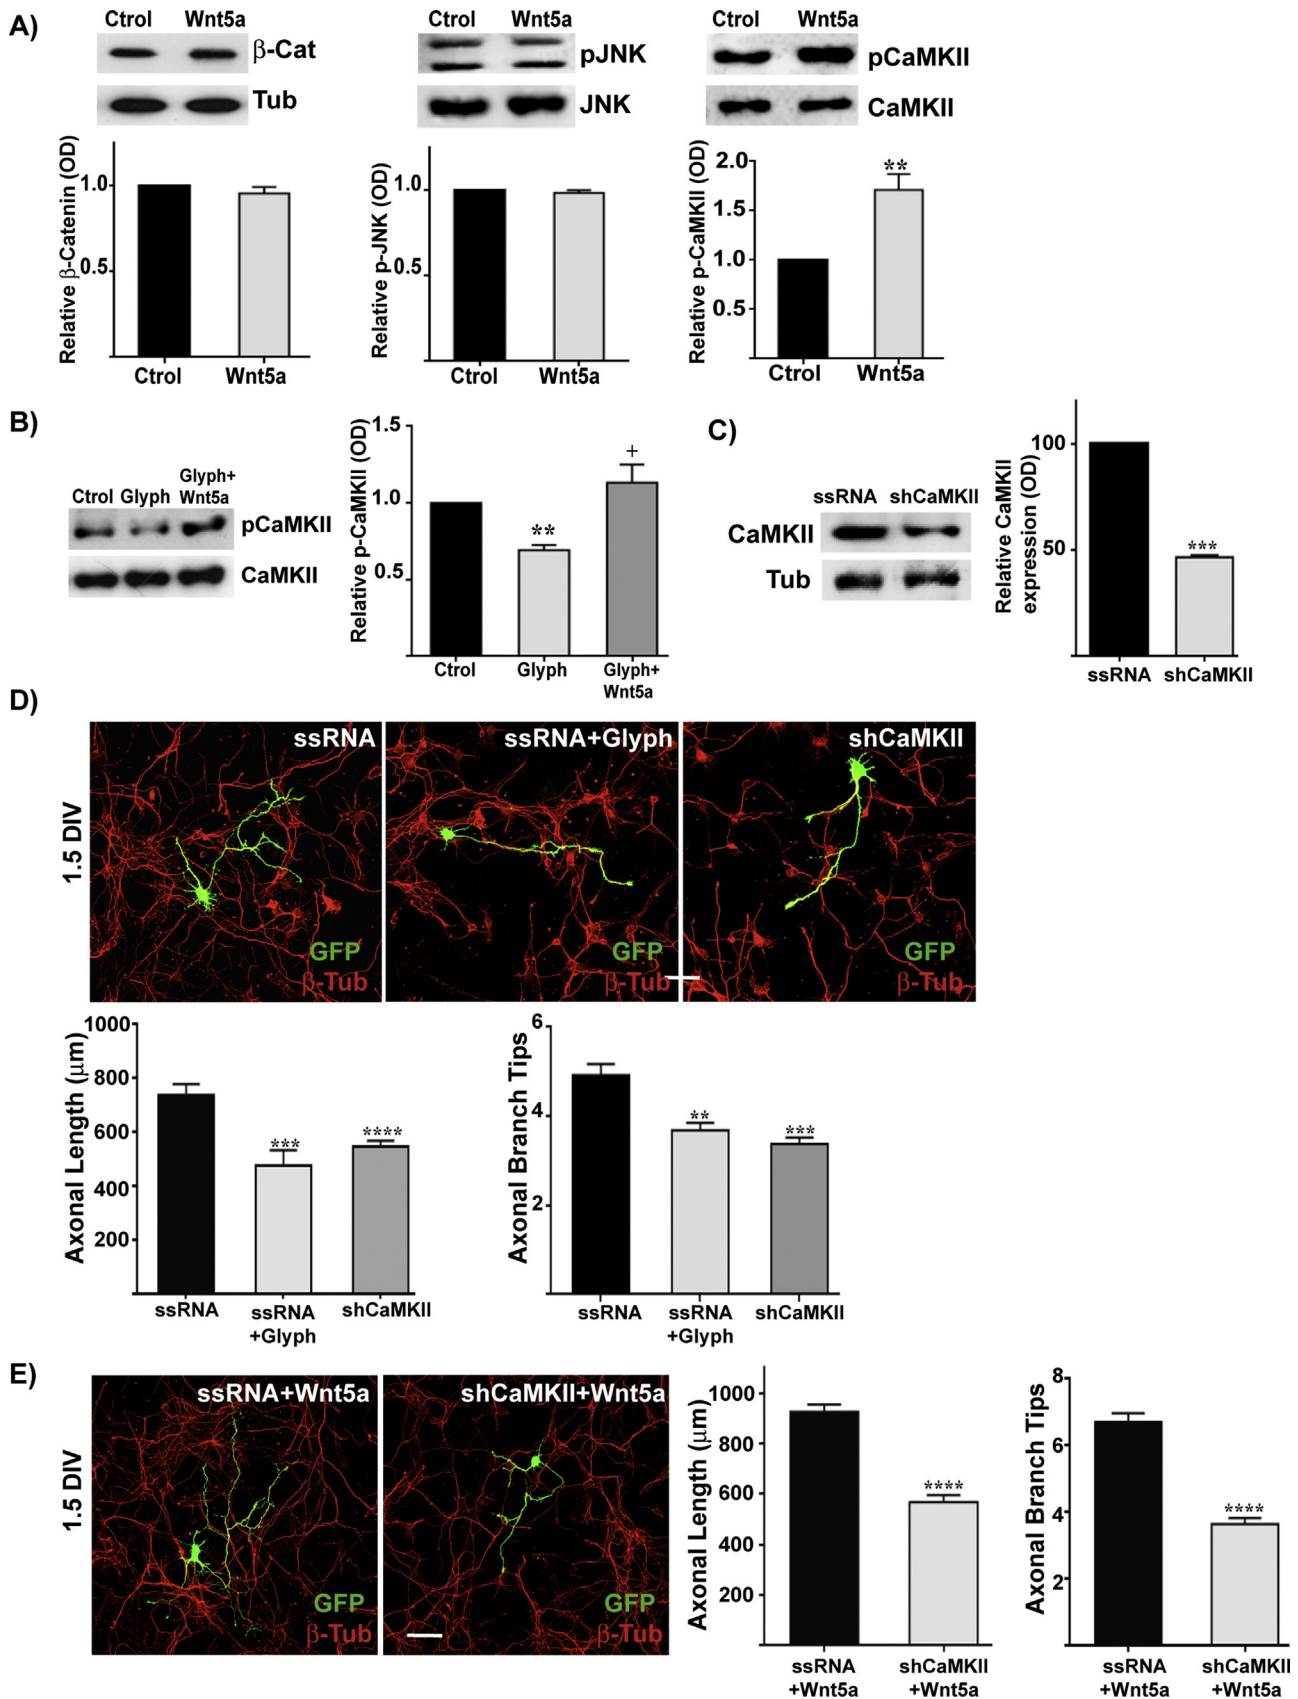 A)
Ctrol Wnt5a
β-Cat
Tub
Relative β-Catenin (OD)
1.0
0.5
Ctrol Wnt5a
Ctrol Wnt5a
pJNK
JNK
Relative p-JNK (OD)
1.0
0.5
Ctrol Wnt5a
Ctrol Wnt5a
pCaMKII
CaMKII
Relative p-CaMKII (OD)
2.0
**
1.5
1.0
0.5
Ctrol Wnt5a
B)
Ctrol Glyph Glyph+
Wnt5a
pCaMKII
CaMKII
Relative p-CaMKII (OD)
1.5
1.0
0.5
**
+
Ctrol Glyph Glyph+
Wnt5a
C)
ssRNA shCaMKII
CaMKII
Tub
Relative CaMKII
expression (OD)
100
50
***
ssRNA shCaMKII
D)
1.5 DIV
ssRNA
GFP
β-Tub
ssRNA+Glyph
GFP
β-Tub
shCaMKII
GFP
β-Tub
Axonal Length (μm)
1000
800
600
400
200
***
****
ssRNA ssRNA shCaMKII
+Glyph
Axonal Branch Tips
6
4
2
**
***
ssRNA ssRNA shCaMKII
+Glyph
E)
1.5 DIV
ssRNA+Wnt5a
GFP
β-Tub
shCaMKII+Wnt5a
GFP
β-Tub
Axonal Length (μm)
1000
800
600
400
200
****
ssRNA shCaMKII
+Wnt5a +Wnt5a
Axonal Branch Tips
8
6
4
2
****
ssRNA shCaMKII
+Wnt5a +Wnt5a